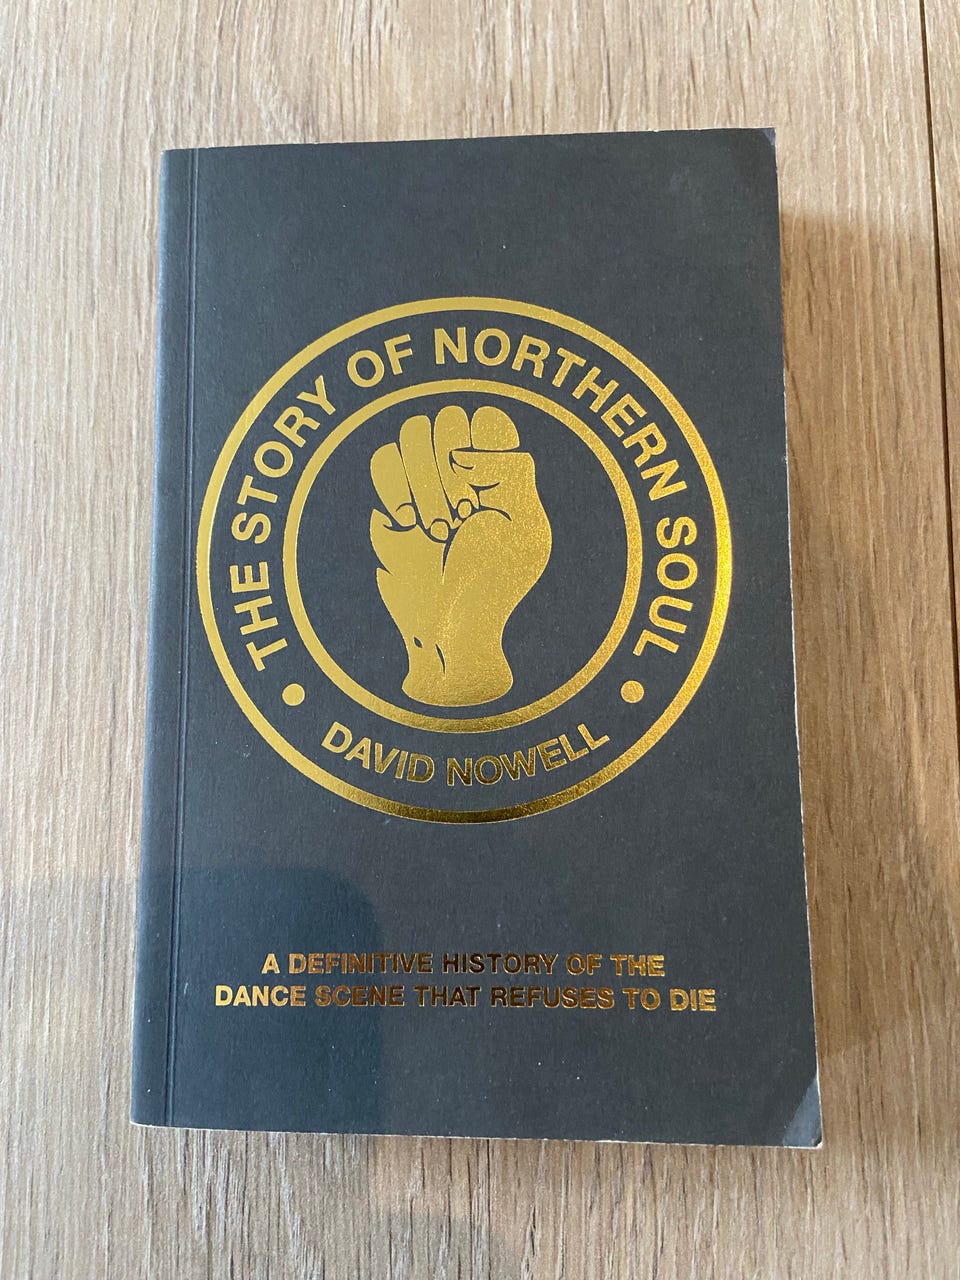 THE STORY OF NORTHERN SOUL
DAVID NOWELL
A DEFINITIVE HISTORY OF THE
DANCE SCENE THAT REFUSES TO DIE